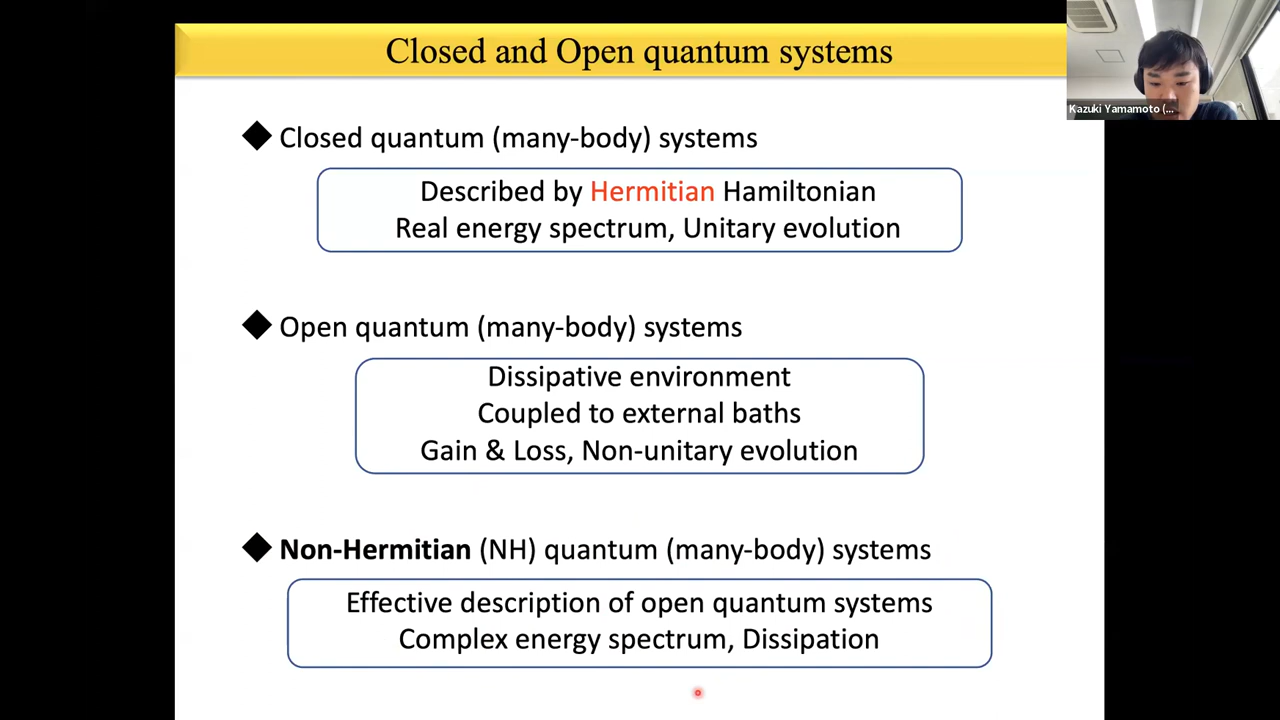 Closed and Open quantum systems
Kazuki Yamamoto (...
◆ Closed quantum (many-body) systems
Described by Hermitian Hamiltonian
Real energy spectrum, Unitary evolution
◆ Open quantum (many-body) systems
Dissipative environment
Coupled to external baths
Gain & Loss, Non-unitary evolution
◆ Non-Hermitian (NH) quantum (many-body) systems
Effective description of open quantum systems
Complex energy spectrum, Dissipation